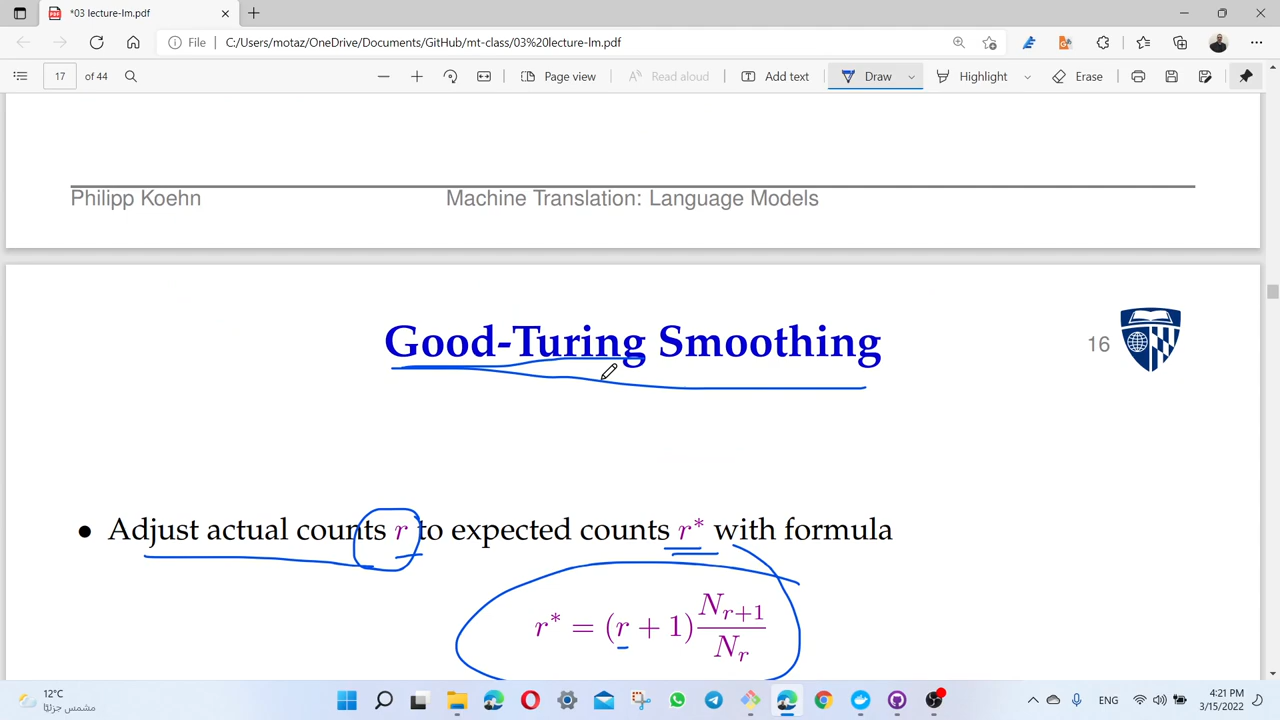 *03 lecture-lm.pdf
File C:/Users/motaz/OneDrive/Documents/GitHub/mt-class/03%20lecture-lm.pdf
17 of 44 Page view Read aloud Add text Draw Highlight Erase
Philipp Koehn Machine Translation: Language Models
Good-Turing Smoothing 16
• Adjust actual counts r to expected counts r* with formula
r* = (r + 1) N_{r+1} / N_r
12°C
مشمس جزئيًا
ENG
4:21 PM
3/15/2022